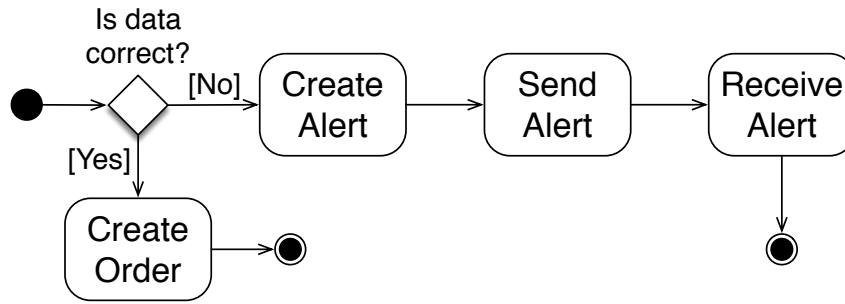 Is data
correct?
[No]
Create
Alert
Send
Alert
Receive
Alert
[Yes]
Create
Order